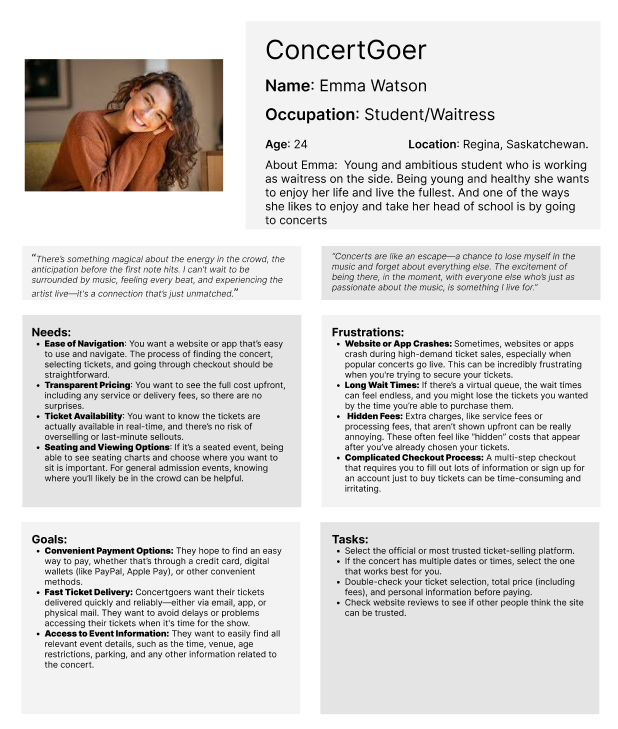 ConcertGoer
Name: Emma Watson
Occupation: Student/Waitress
Age: 24
Location: Regina, Saskatchewan.
About Emma:  Young and ambitious student who is working
as waitress on the side. Being young and healthy she wants
to enjoy her life and live the fullest. And one of the ways
she likes to enjoy and take her head of school is by going
to concerts
“There’s something magical about the energy in the crowd, the
anticipation before the first note hits. I can’t wait to be
surrounded by music, feeling every beat, and experiencing the
artist live—it’s a connection that’s just unmatched.”
“Concerts are like an escape—a chance to lose myself in the
music and forget about everything else. The excitement of
being there, in the moment, with everyone else who’s just as
passionate about the music, is something I live for.”
Needs:
• Ease of Navigation: You want a website or app that’s easy
to use and navigate. The process of finding the concert,
selecting tickets, and going through checkout should be
straightforward.
• Transparent Pricing: You want to see the full cost upfront,
including any service or delivery fees, so there are no
surprises.
• Ticket Availability: You want to know the tickets are
actually available in real-time, and there’s no risk of
overselling or last-minute sellouts.
• Seating and Viewing Options: If it’s a seated event, being
able to see seating charts and choose where you want to
sit is important. For general admission events, knowing
where you’ll likely be in the crowd can be helpful.
Frustrations:
• Website or App Crashes: Sometimes, websites or apps
crash during high-demand ticket sales, especially when
popular concerts go live. This can be incredibly frustrating
when you’re trying to secure your tickets.
• Long Wait Times: If there’s a virtual queue, the wait times
can feel endless, and you might lose the tickets you wanted
by the time you’re able to purchase them.
• Hidden Fees: Extra charges, like service fees or
processing fees, that aren’t shown upfront can be really
annoying. These often feel like “hidden” costs that appear
after you’ve already chosen your tickets.
• Complicated Checkout Process: A multi-step checkout
that requires you to fill out lots of information or sign up for
an account just to buy tickets can be time-consuming and
irritating.
Goals:
• Convenient Payment Options: They hope to find an easy
way to pay, whether that’s through a credit card, digital
wallets (like PayPal, Apple Pay), or other convenient
methods.
• Fast Ticket Delivery: Concertgoers want their tickets
delivered quickly and reliably—either via email, app, or
physical mail. They want to avoid delays or problems
accessing their tickets when it’s time for the show.
• Access to Event Information: They want to easily find all
relevant event details, such as the time, venue, age
restrictions, parking, and any other information related to
the concert.
Tasks:
• Select the official or most trusted ticket-selling platform.
• If the concert has multiple dates or times, select the one
that works best for you.
• Double-check your ticket selection, total price (including
fees), and personal information before paying.
• Check website reviews to see if other people think the site
can be trusted.